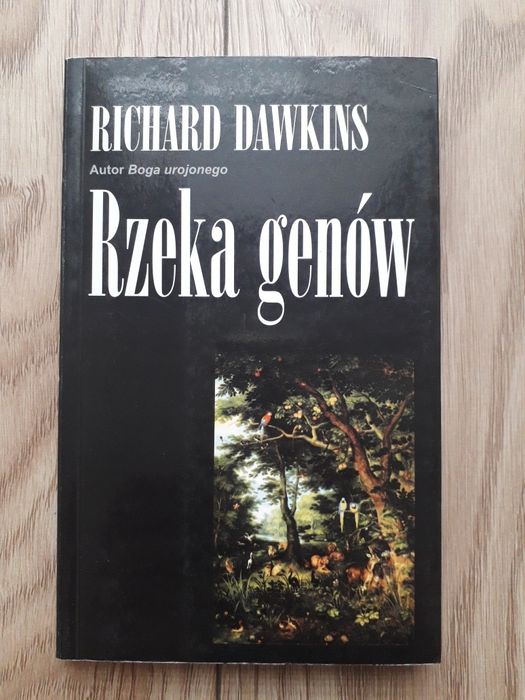 RICHARD DAWKINS
Autor Boga urojonego
Rzeka genów